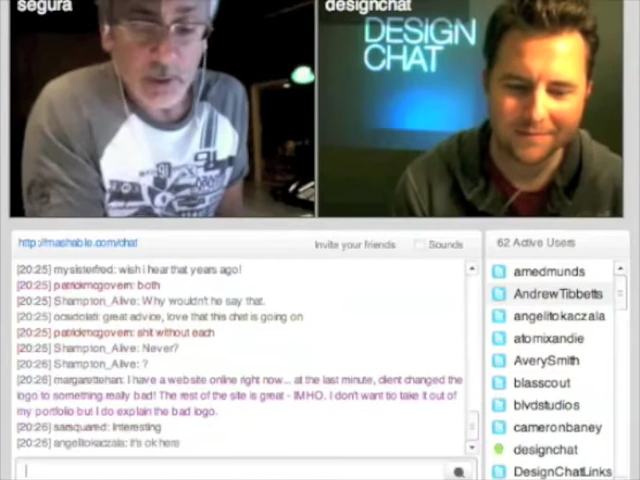 segura
designchat
DESIGN
CHAT
91
http://mashable.com/chat
Invite your friends
Sounds
62 Active Users
[20:25] mysisterfred: wish i hear that years ago!
[20:25] patrickmcgovern: both
[20:25] Shampton_Alive: Why wouldn't he say that.
[20:25] ocsidolati: great advice, love that this chat is going on
[20:25] patrickmcgovern: shit without each
[20:25] Shampton_Alive: Never?
[20:26] Shampton_Alive: ?
[20:26] margarettehan: I have a website online right now... at the last minute, client changed the
logo to something really bad! The rest of the site is great - IMHO. I don't want to take it out of
my portfolio but I do explain the bad logo.
[20:26] sarsquared: Interesting
[20:26] angelitokaczala: it's ok here
amedmunds
AndrewTibbetts
angelitokaczala
atomixandie
AverySmith
blasscout
blvdstudios
cameronbaney
designchat
DesignChatLinks